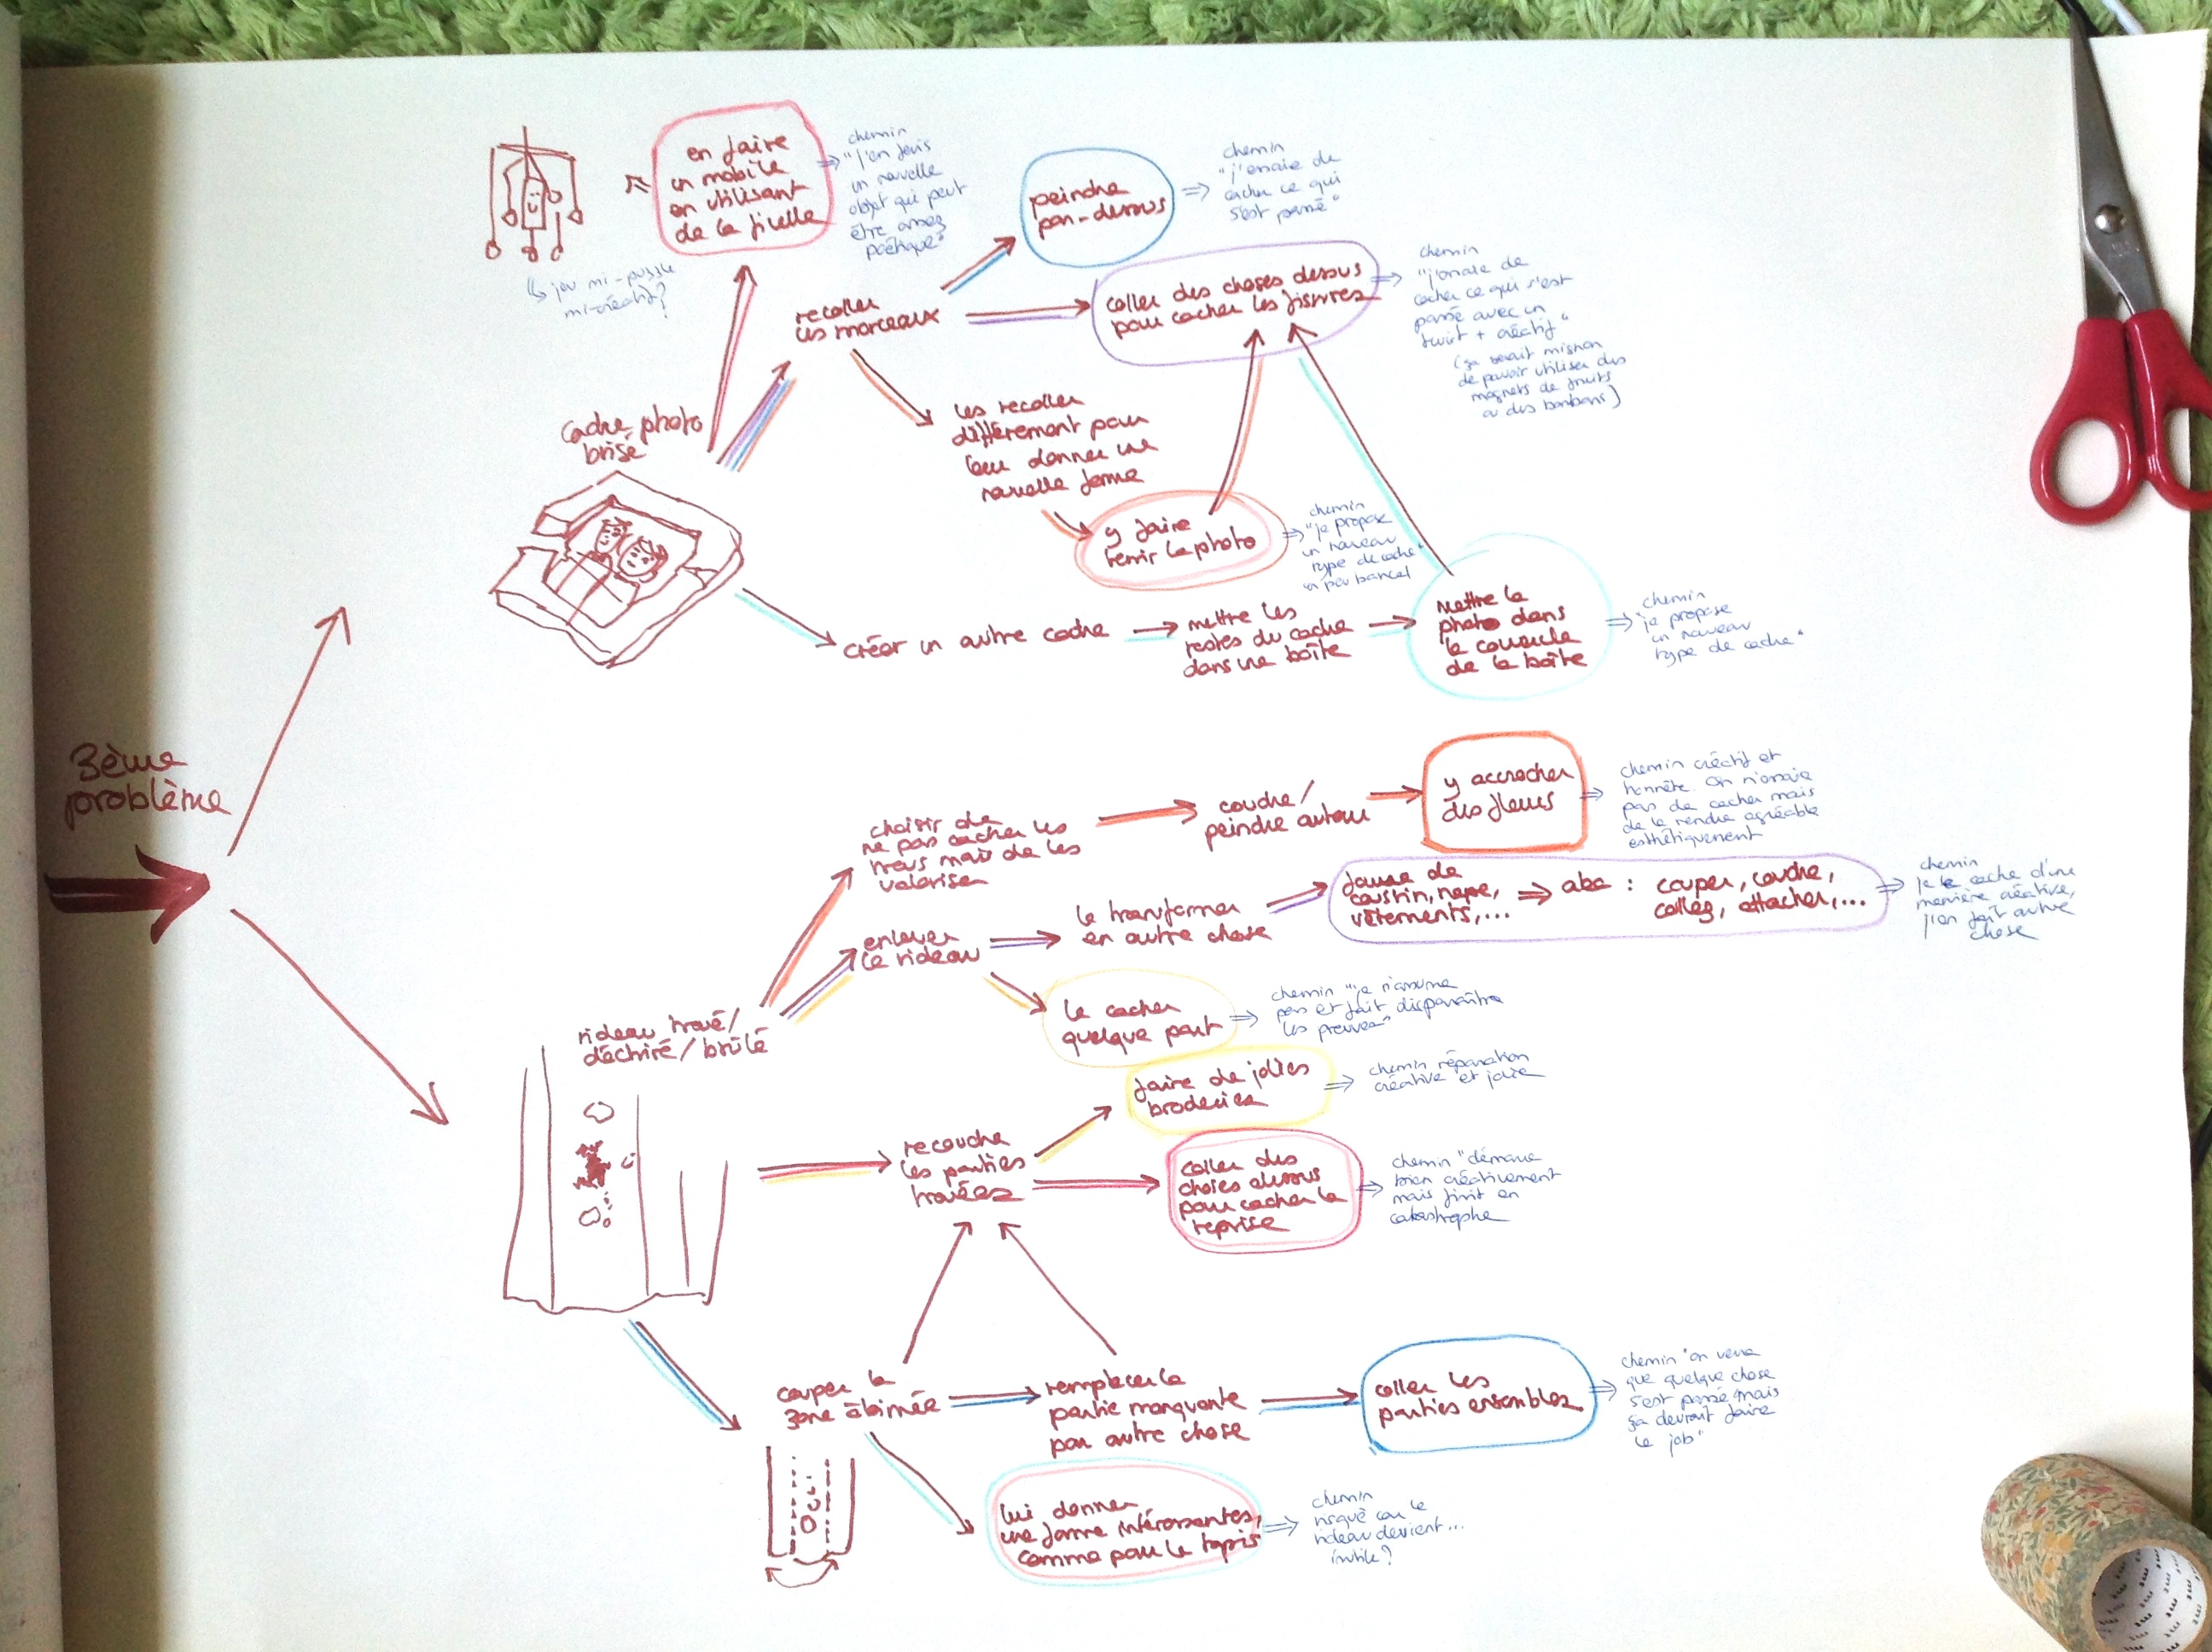 3ème
problème
en faire
un mobile
en utilisant
de la ficelle
chemin
"j'en fais
un nouvelle
objet qui peut
être assez
poétique"
↳ jeu mi-puzzle
mi-créatif?
cadre photo
brisé
recoller
les morceaux
peindre
par-dessus
chemin
"j'essaie de
cacher ce qui
s'est passé"
coller des choses dessus
pour cacher les fissures
chemin
"j'essaie de
cacher ce qui s'est
passé avec un
twist + créatif"
(ça serait mignon
de pouvoir utiliser des
magnets de fruits
ou des bonbons)
les recoller
différemment pour
leur donner une
nouvelle forme
y faire
tenir la photo
chemin
"je propose
un nouveau
type de cadre"
un peu bancal
créer un autre cadre
mettre les
restes du cadre
dans une boîte
mettre la
photo dans
le couvercle
de la boîte
chemin
"je propose
un nouveau
type de cadre"
rideau troué/
déchiré/brûlé
choisir de
ne pas cacher les
trous mais de les
valoriser
coudre/
peindre autour
y accrocher
des fleurs
chemin créatif et
honnête. On n'essaie
pas de cacher mais
de le rendre agréable
esthétiquement
enlever
le rideau
le transformer
en autre chose
housse de
coussin, nape,
vêtements,... ⇒ abc : couper, coudre,
coller, attacher,...
chemin
je le cache d'une
manière créative,
j'en fait autre
chose
le cacher
quelque part
chemin "je n'assume
pas et fait disparaître
les preuves"
recoudre
les parties
trouées
faire de jolies
broderies
chemin réparation
créative et jolie
coller des
choses dessus
pour cacher la
reprise
chemin "démarre
bien créativement
mais finit en
catastrophe
couper la
zone abîmée
remplacer la
partie manquante
par autre chose
coller les
parties ensembles
chemin "on verra
que quelque chose
s'est passé mais
ça devrait faire
le job"
lui donner
une forme intéressantes,
comme pour le tapis
chemin
risqué car le
rideau devient...
inutile?
mt mt mt